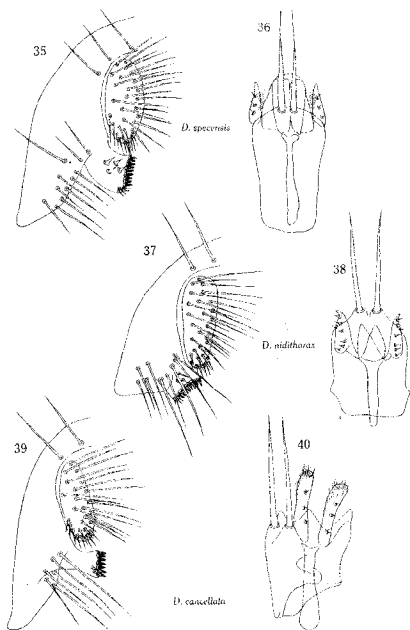 35
36
D. specensis
37
38
D. nidithorax
39
40
D. cancellata